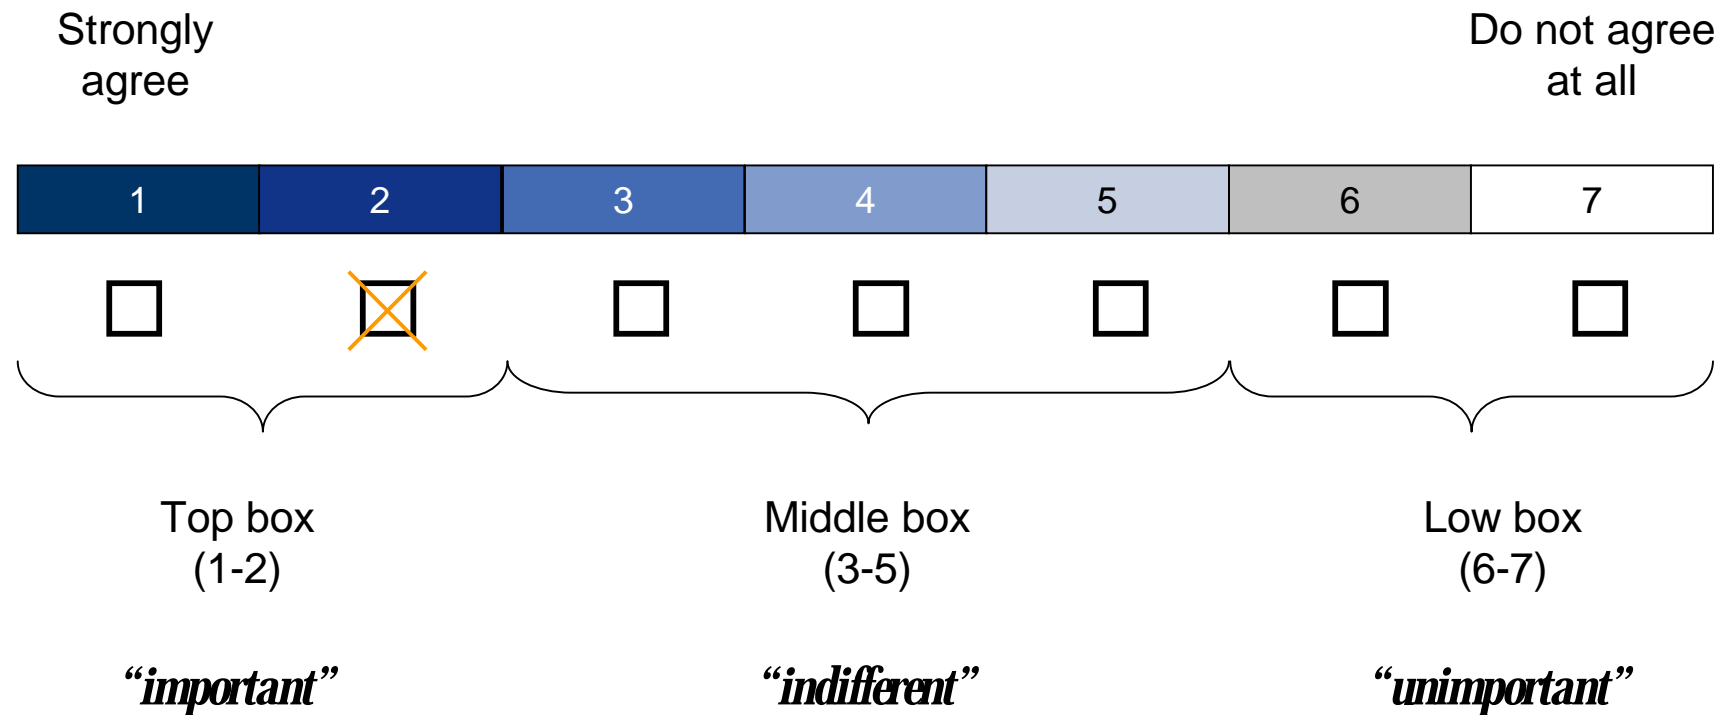 Strongly
agree
Do not agree
at all
1 2 3 4 5 6 7
Top box
(1-2)
Middle box
(3-5)
Low box
(6-7)
“important” “indifferent” “unimportant”